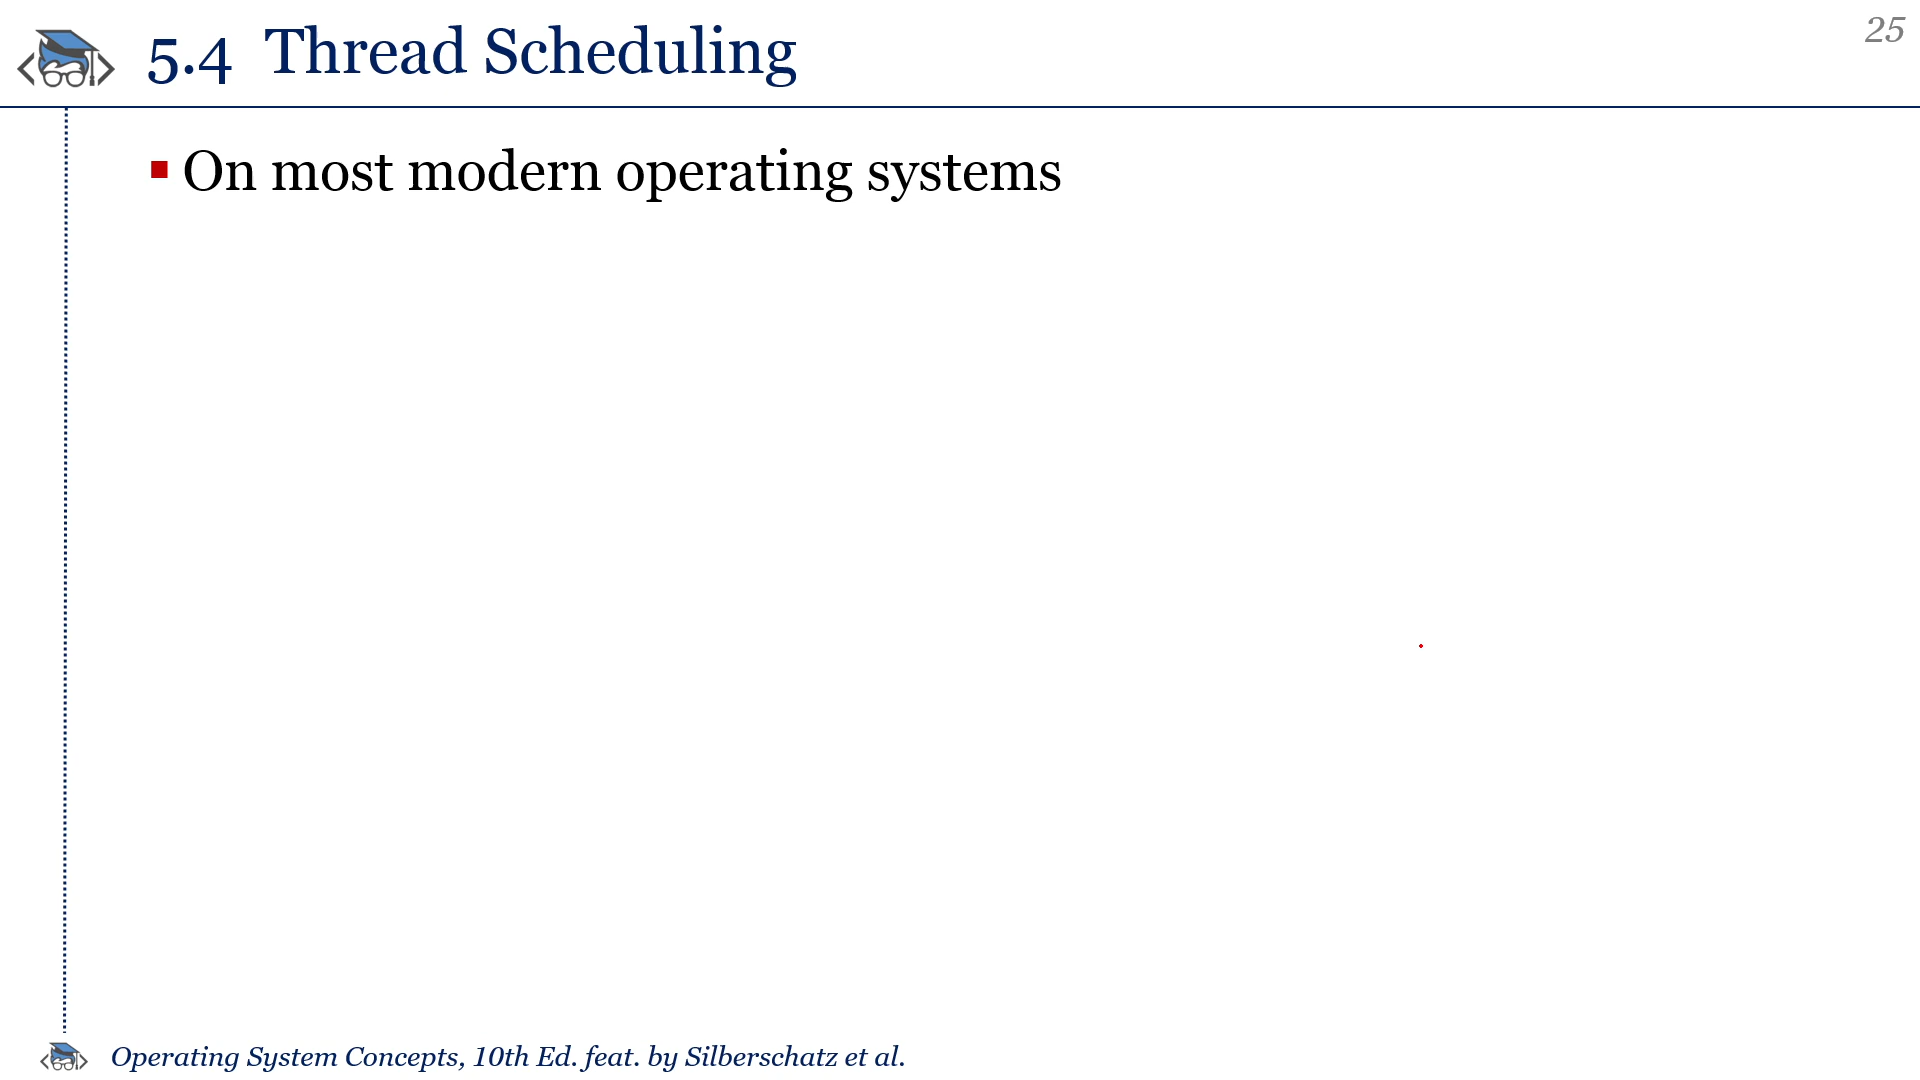 5.4 Thread Scheduling
25
On most modern operating systems
Operating System Concepts, 10th Ed. feat. by Silberschatz et al.